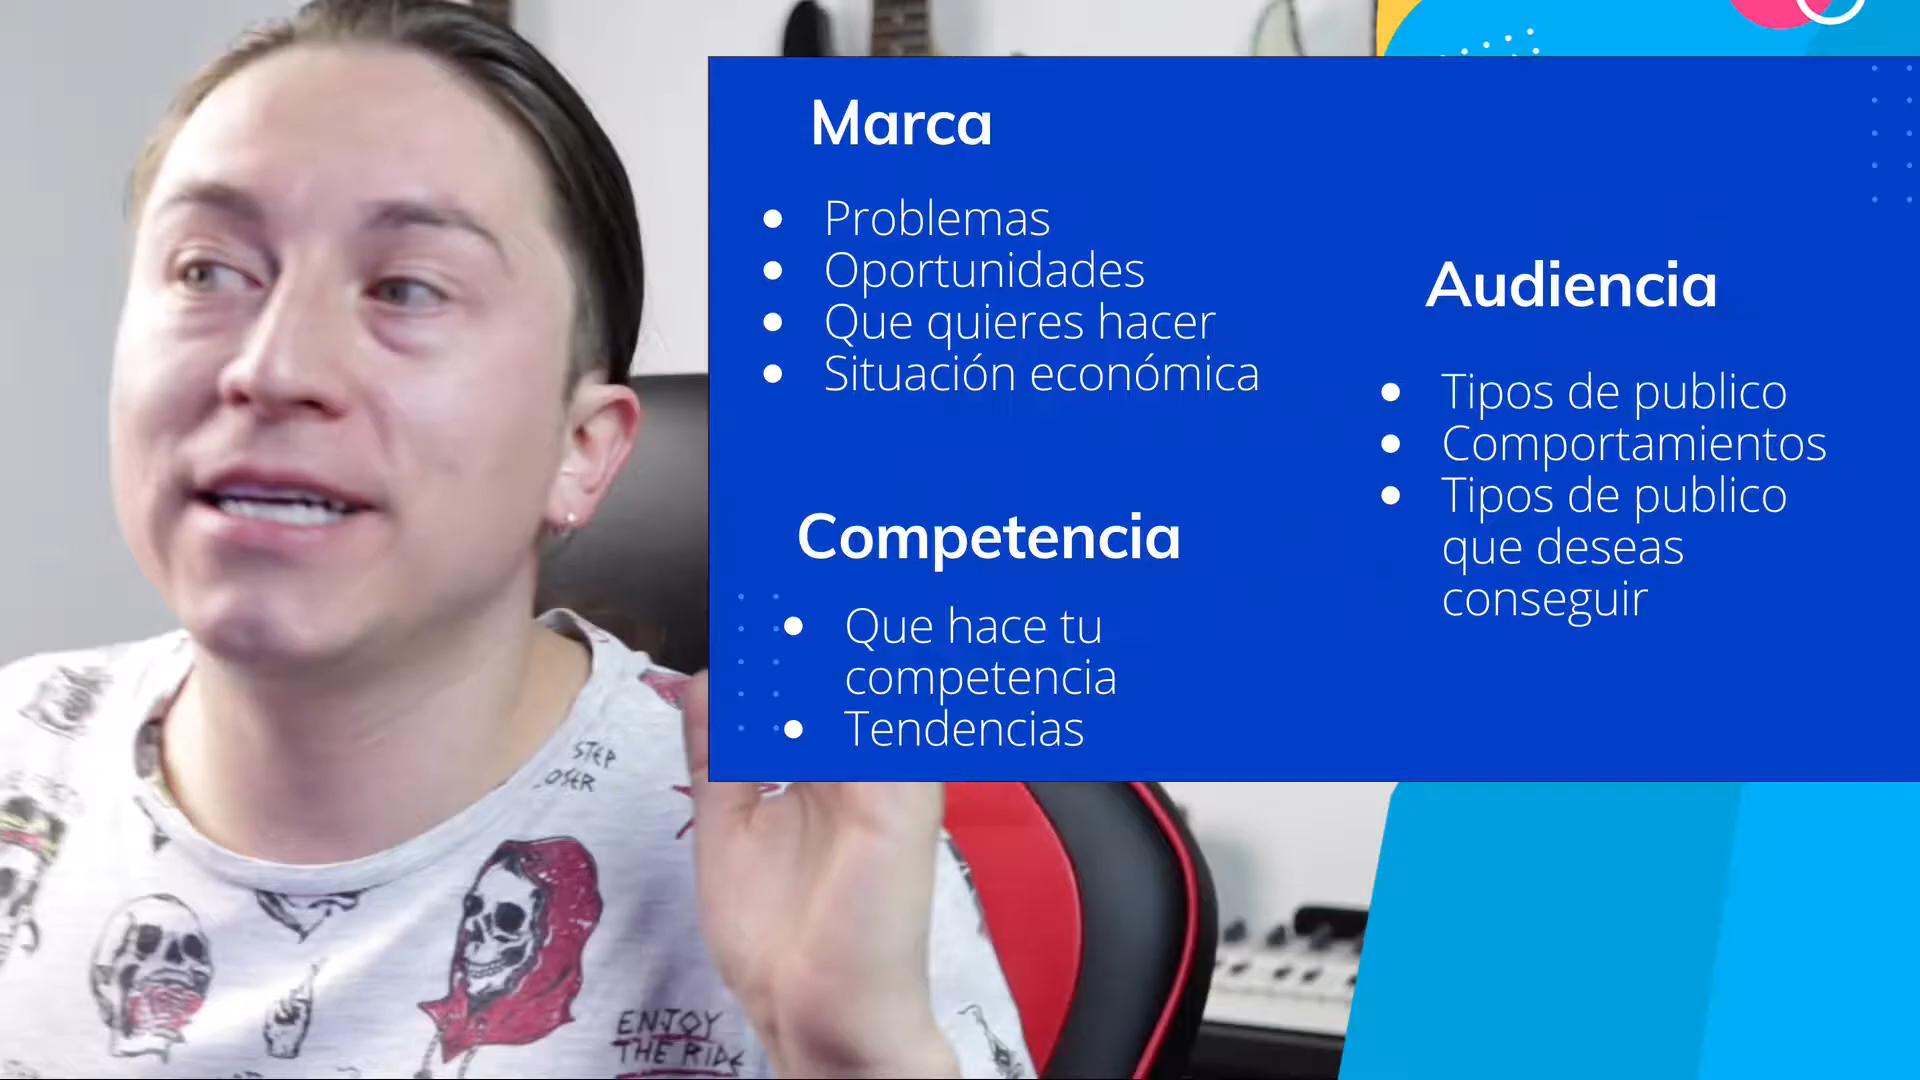 Marca
Problemas
Oportunidades
Que quieres hacer
Situación económica
Competencia
Que hace tu
competencia
Tendencias
Audiencia
Tipos de publico
Comportamientos
Tipos de publico
que deseas
conseguir
STEP
ENJOY
THE RIDE